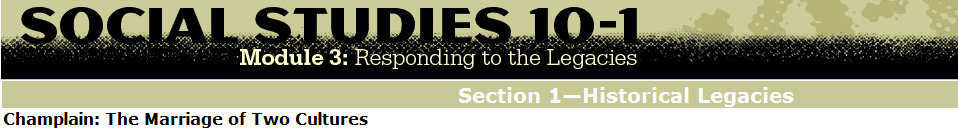 SOCIAL STUDIES 10-1
Module 3: Responding to the Legacies
Section 1—Historical Legacies
Champlain: The Marriage of Two Cultures